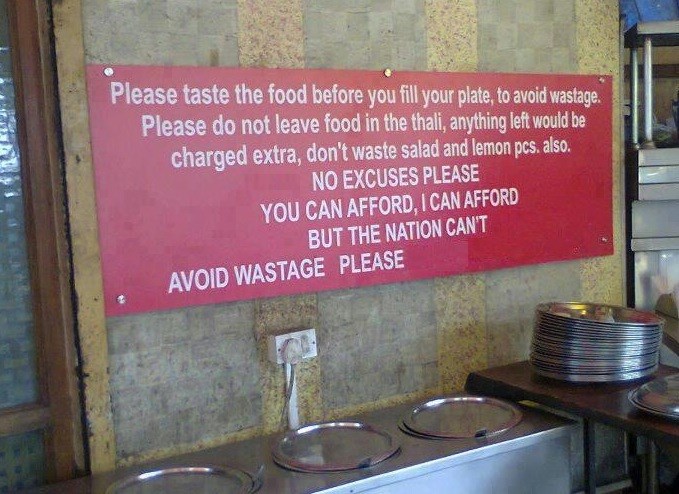 Please taste the food before you fill your plate, to avoid wastage.
Please do not leave food in the thali, anything left would be
charged extra, don't waste salad and lemon pcs. also.
NO EXCUSES PLEASE
YOU CAN AFFORD, I CAN AFFORD
BUT THE NATION CAN'T
AVOID WASTAGE PLEASE